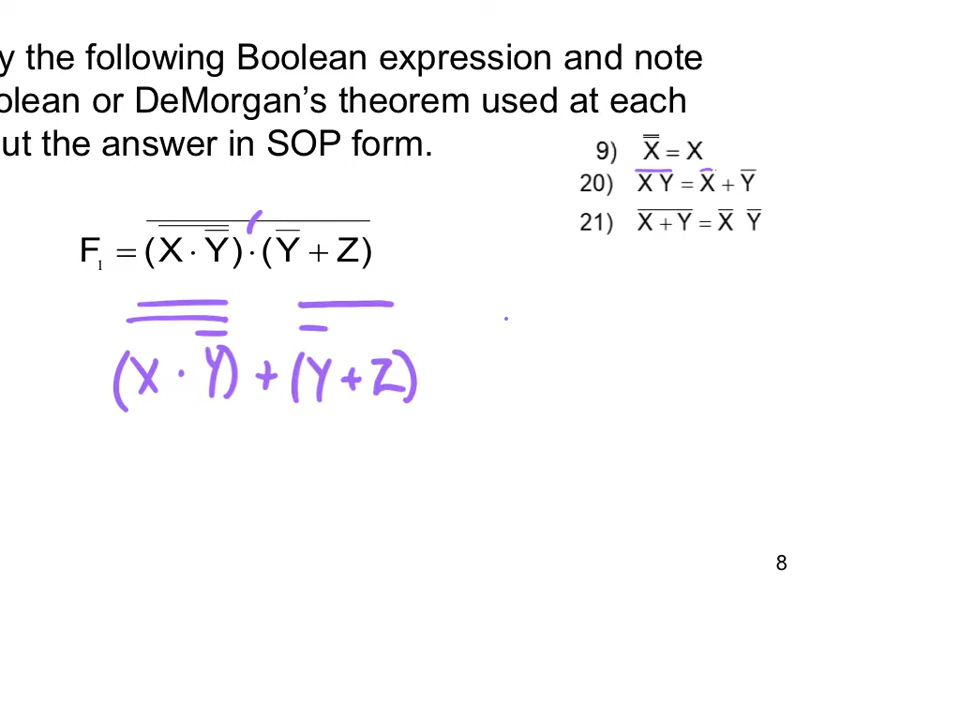 y the following Boolean expression and note
olean or DeMorgan's theorem used at each
ut the answer in SOP form.
9) X̿ = X
20) X̅ ̅Y̅ = X̅ + Y̅
21) X̅ ̅+̅ ̅Y̅ = X̅ Y̅
F₁ = (X · Y̅) · (Y̅ + Z)
(X · Y̅) + (Y̅ + Z)
8